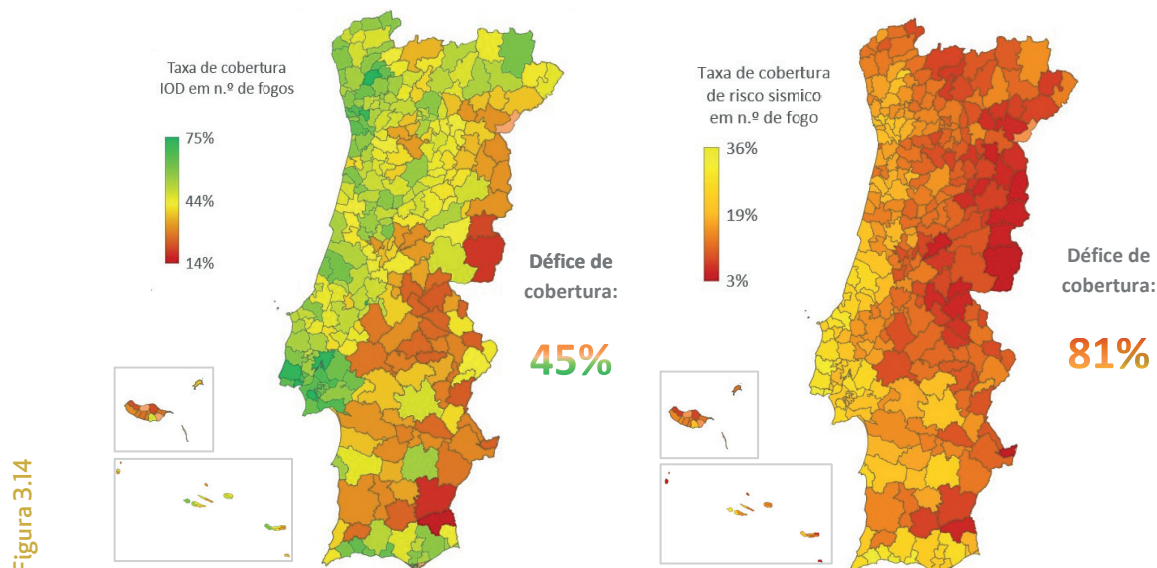 Taxa de cobertura
IOD em n.º de fogos
75%
44%
14%
Défice de
cobertura:
45%
Taxa de cobertura
de risco sísmico
em n.º de fogo
36%
19%
3%
Défice de
cobertura:
81%
Figura 3.14